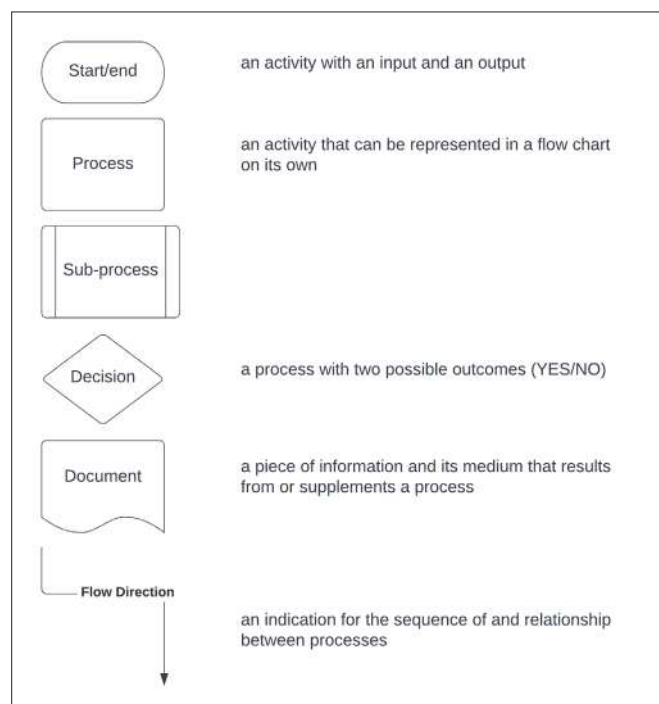 Start/end
an activity with an input and an output
Process
an activity that can be represented in a flow chart
on its own
Sub-process
Decision
a process with two possible outcomes (YES/NO)
Document
a piece of information and its medium that results
from or supplements a process
Flow Direction
an indication for the sequence of and relationship
between processes